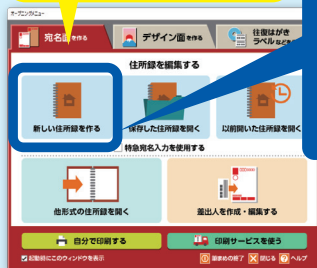 オープニングメニュー
宛名面を作る
デザイン面を作る
往復はがき
ラベルなどを
住所録を編集する
新しい住所録を作る
保存した住所録を開く
以前開いた住所録を開く
特急宛名入力を使用する
他形式の住所録を開く
差出人を作成・編集する
自分で印刷する
印刷サービスを使う
起動時にこのウィンドウを表示
筆まめの終了
閉じる
ヘルプ